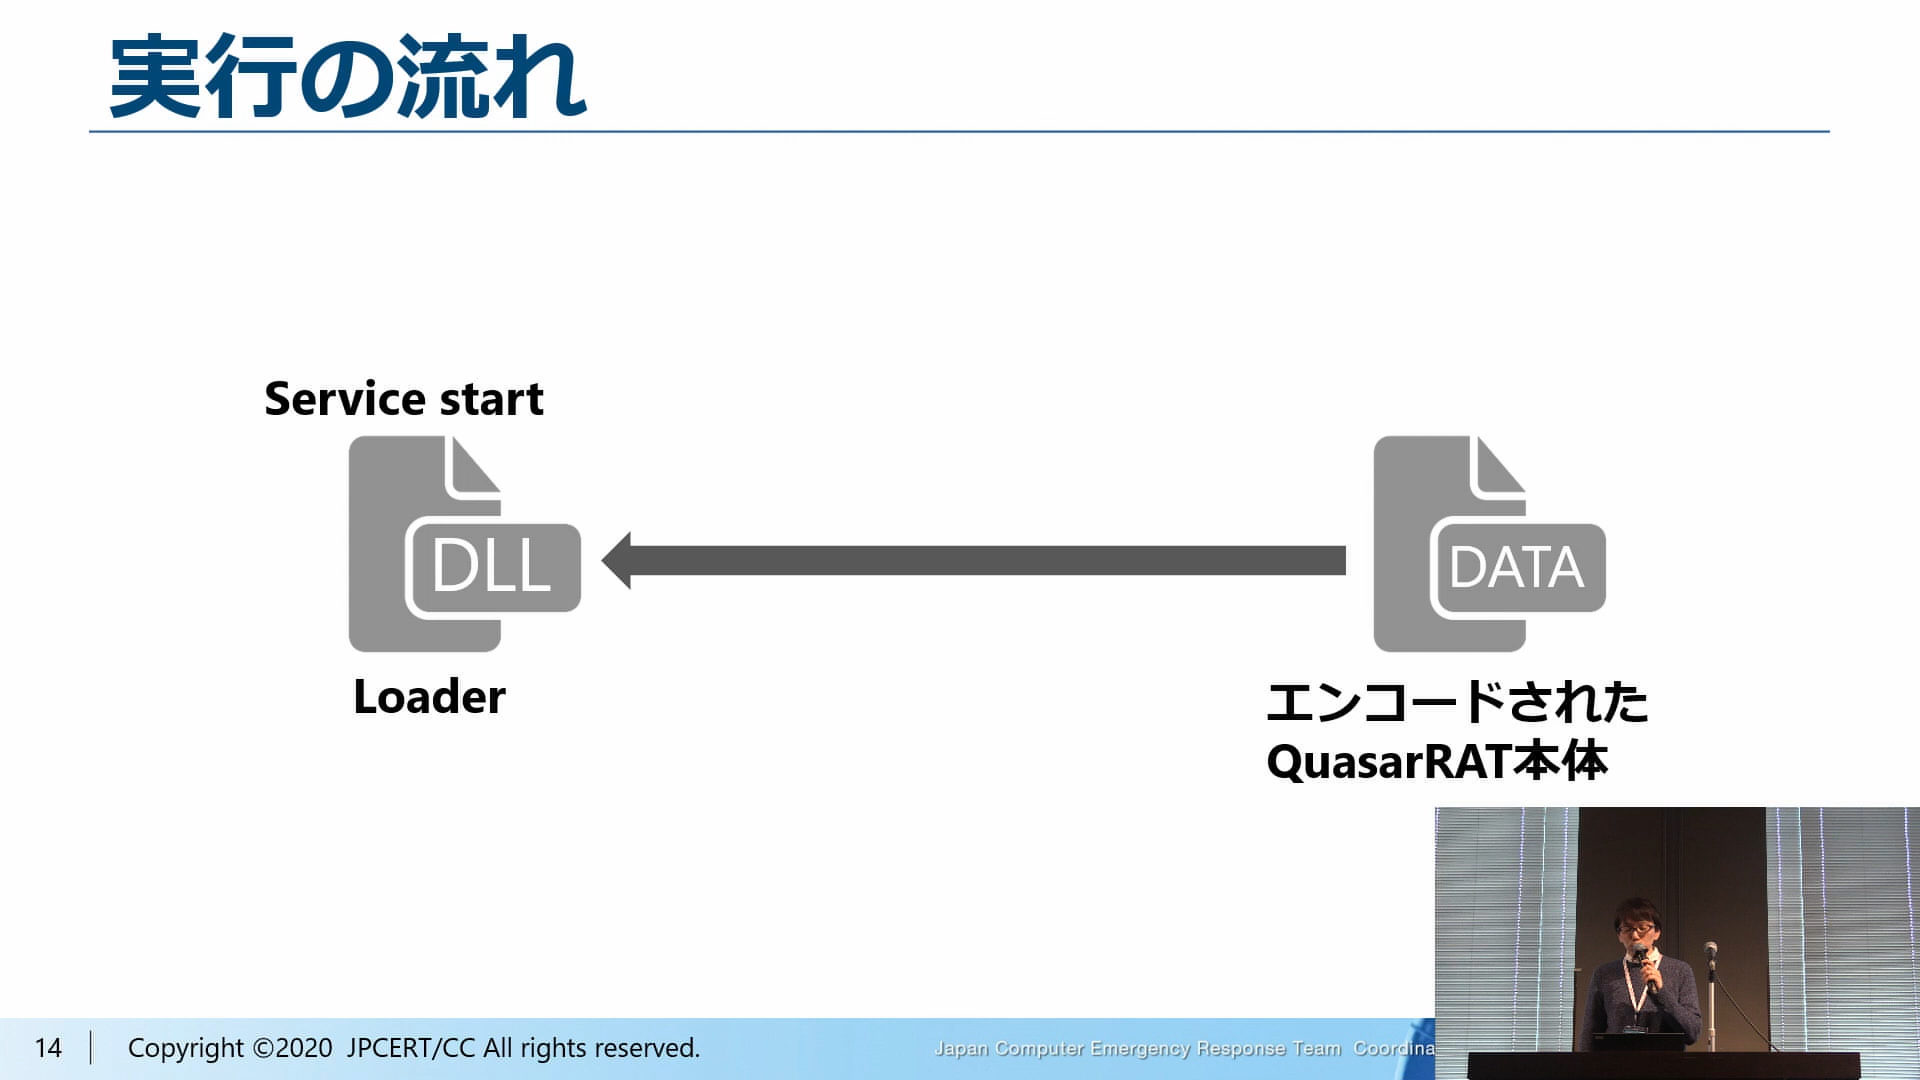 実行の流れ
Service start
DLL
DATA
Loader
エンコードされた
QuasarRAT本体
14
Copyright ©2020 JPCERT/CC All rights reserved.
Japan Computer Emergency Response Team Coordina